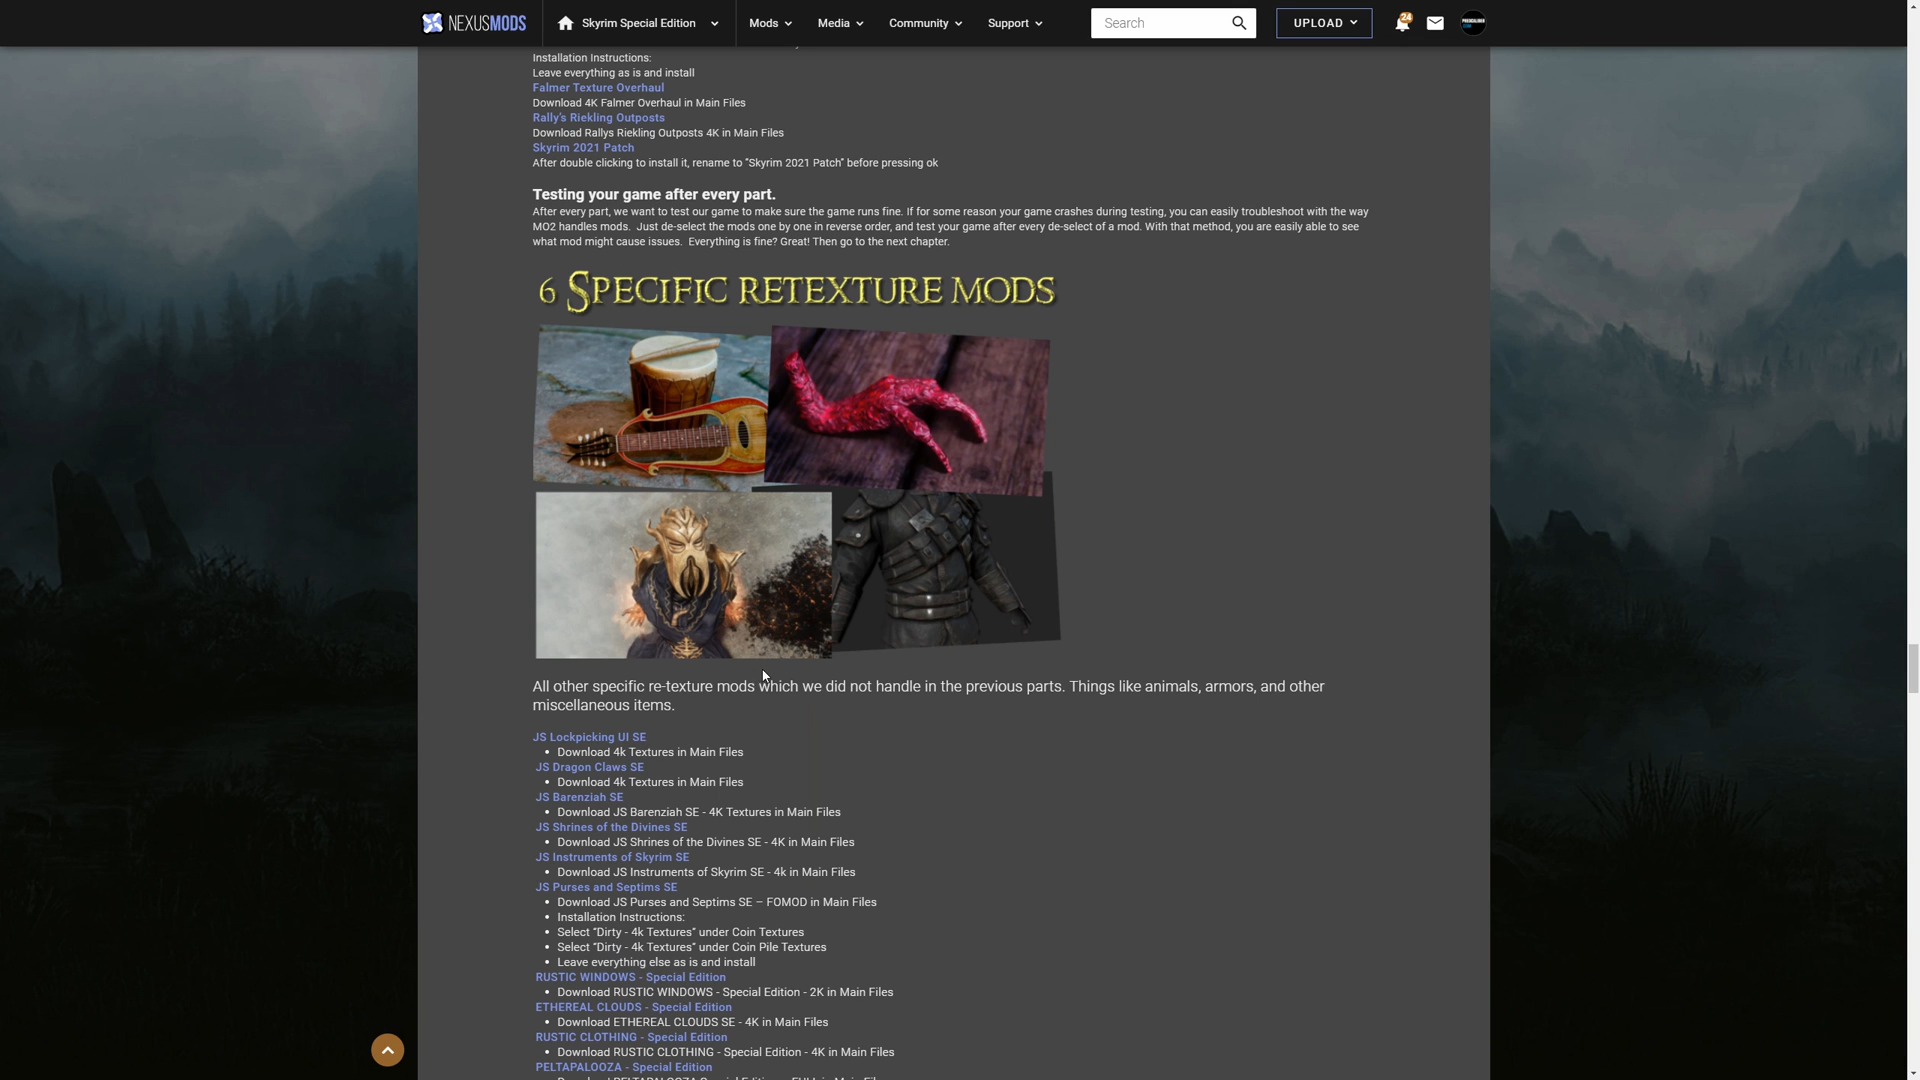 NEXUSMODS
Skyrim Special Edition
Mods
Media
Community
Support
Search
UPLOAD
24
Installation Instructions:
Leave everything as is and install
Falmer Texture Overhaul
Download 4K Falmer Overhaul in Main Files
Rally's Riekling Outposts
Download Rallys Riekling Outposts 4K in Main Files
Skyrim 2021 Patch
After double clicking to install it, rename to "Skyrim 2021 Patch" before pressing ok
Testing your game after every part.
After every part, we want to test our game to make sure the game runs fine. If for some reason your game crashes during testing, you can easily troubleshoot with the way
MO2 handles mods. Just de-select the mods one by one in reverse order, and test your game after every de-select of a mod. With that method, you are easily able to see
what mod might cause issues. Everything is fine? Great! Then go to the next chapter.
6 Specific retexture mods
All other specific re-texture mods which we did not handle in the previous parts. Things like animals, armors, and other
miscellaneous items.
JS Lockpicking UI SE
• Download 4k Textures in Main Files
JS Dragon Claws SE
• Download 4k Textures in Main Files
JS Barenziah SE
• Download JS Barenziah SE - 4K Textures in Main Files
JS Shrines of the Divines SE
• Download JS Shrines of the Divines SE - 4K in Main Files
JS Instruments of Skyrim SE
• Download JS Instruments of Skyrim SE - 4k in Main Files
JS Purses and Septims SE
• Download JS Purses and Septims SE – FOMOD in Main Files
• Installation Instructions:
• Select "Dirty - 4k Textures" under Coin Textures
• Select "Dirty - 4k Textures" under Coin Pile Textures
• Leave everything else as is and install
RUSTIC WINDOWS - Special Edition
• Download RUSTIC WINDOWS - Special Edition - 2K in Main Files
ETHEREAL CLOUDS - Special Edition
• Download ETHEREAL CLOUDS SE - 4K in Main Files
RUSTIC CLOTHING - Special Edition
• Download RUSTIC CLOTHING - Special Edition - 4K in Main Files
PELTAPALOOZA - Special Edition